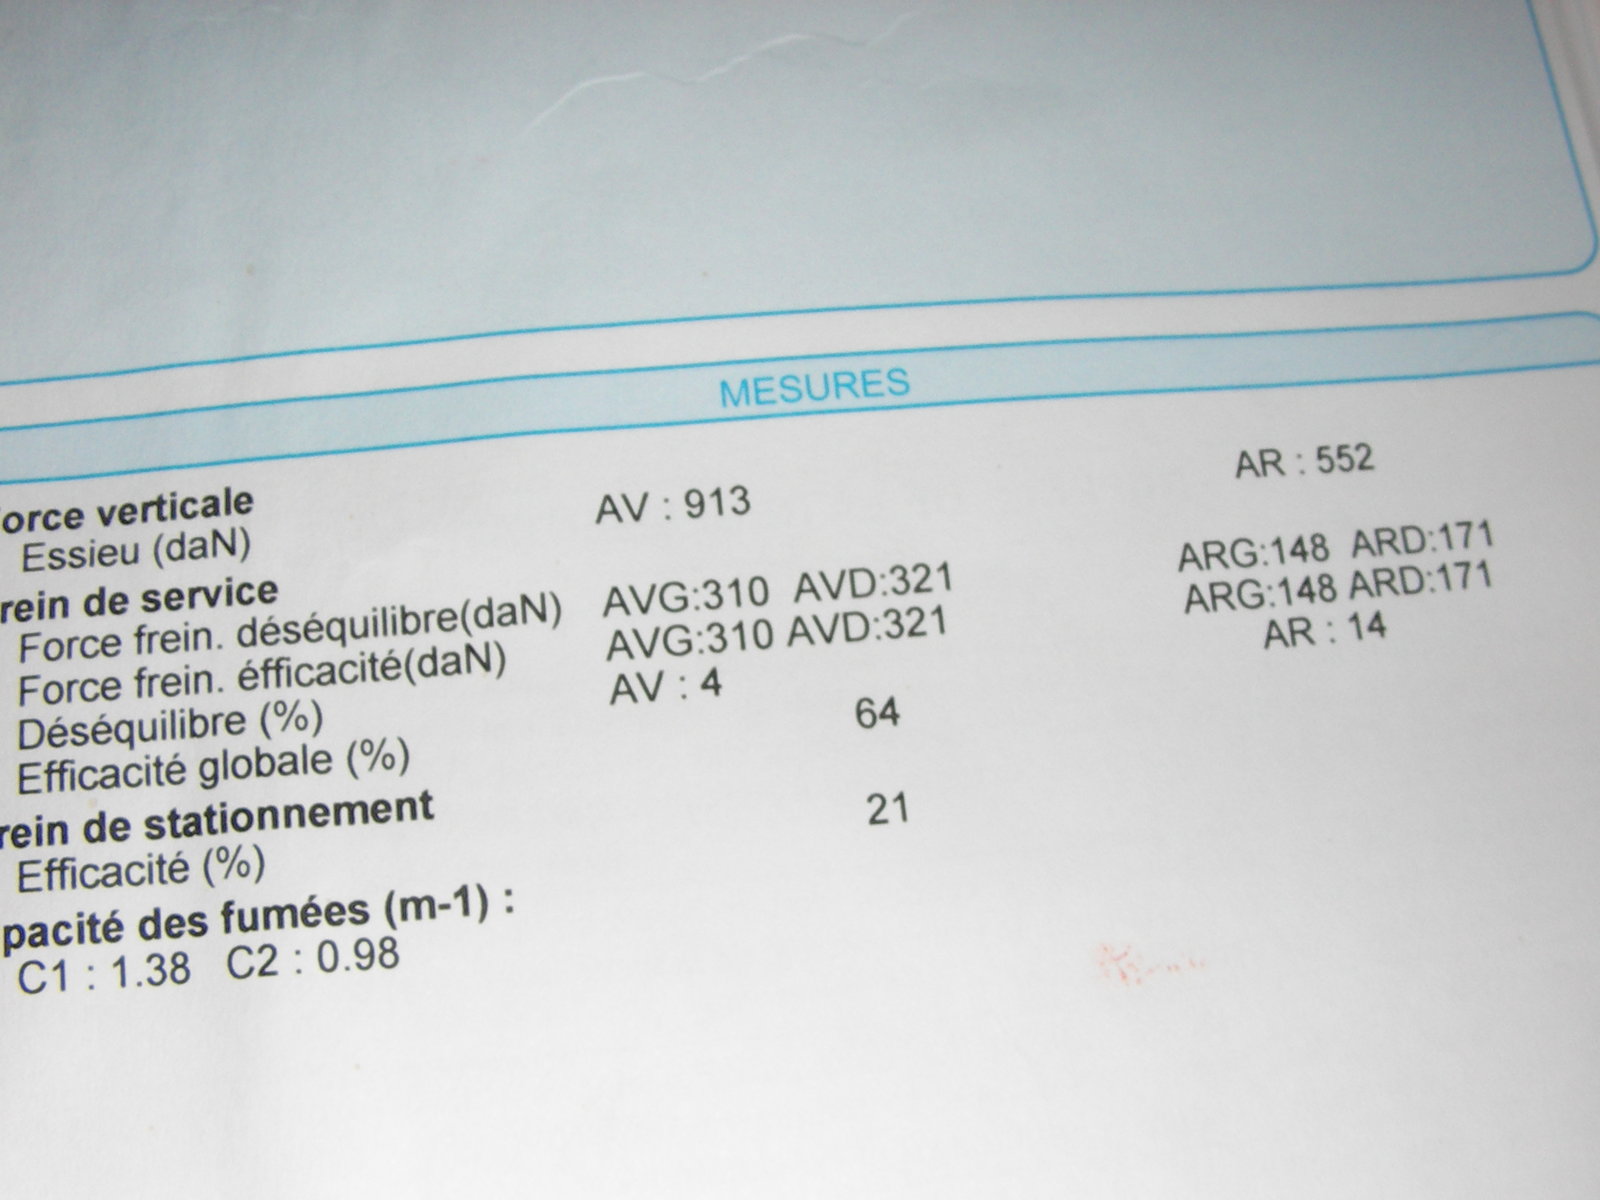 MESURES
orce verticale
Essieu (daN) AV : 913 AR : 552
rein de service
Force frein. déséquilibre(daN) AVG:310 AVD:321 ARG:148 ARD:171
Force frein. éfficacité(daN) AVG:310 AVD:321 ARG:148 ARD:171
Déséquilibre (%) AV : 4 AR : 14
Efficacité globale (%) 64
rein de stationnement
Efficacité (%) 21
pacité des fumées (m-1) :
C1 : 1.38 C2 : 0.98